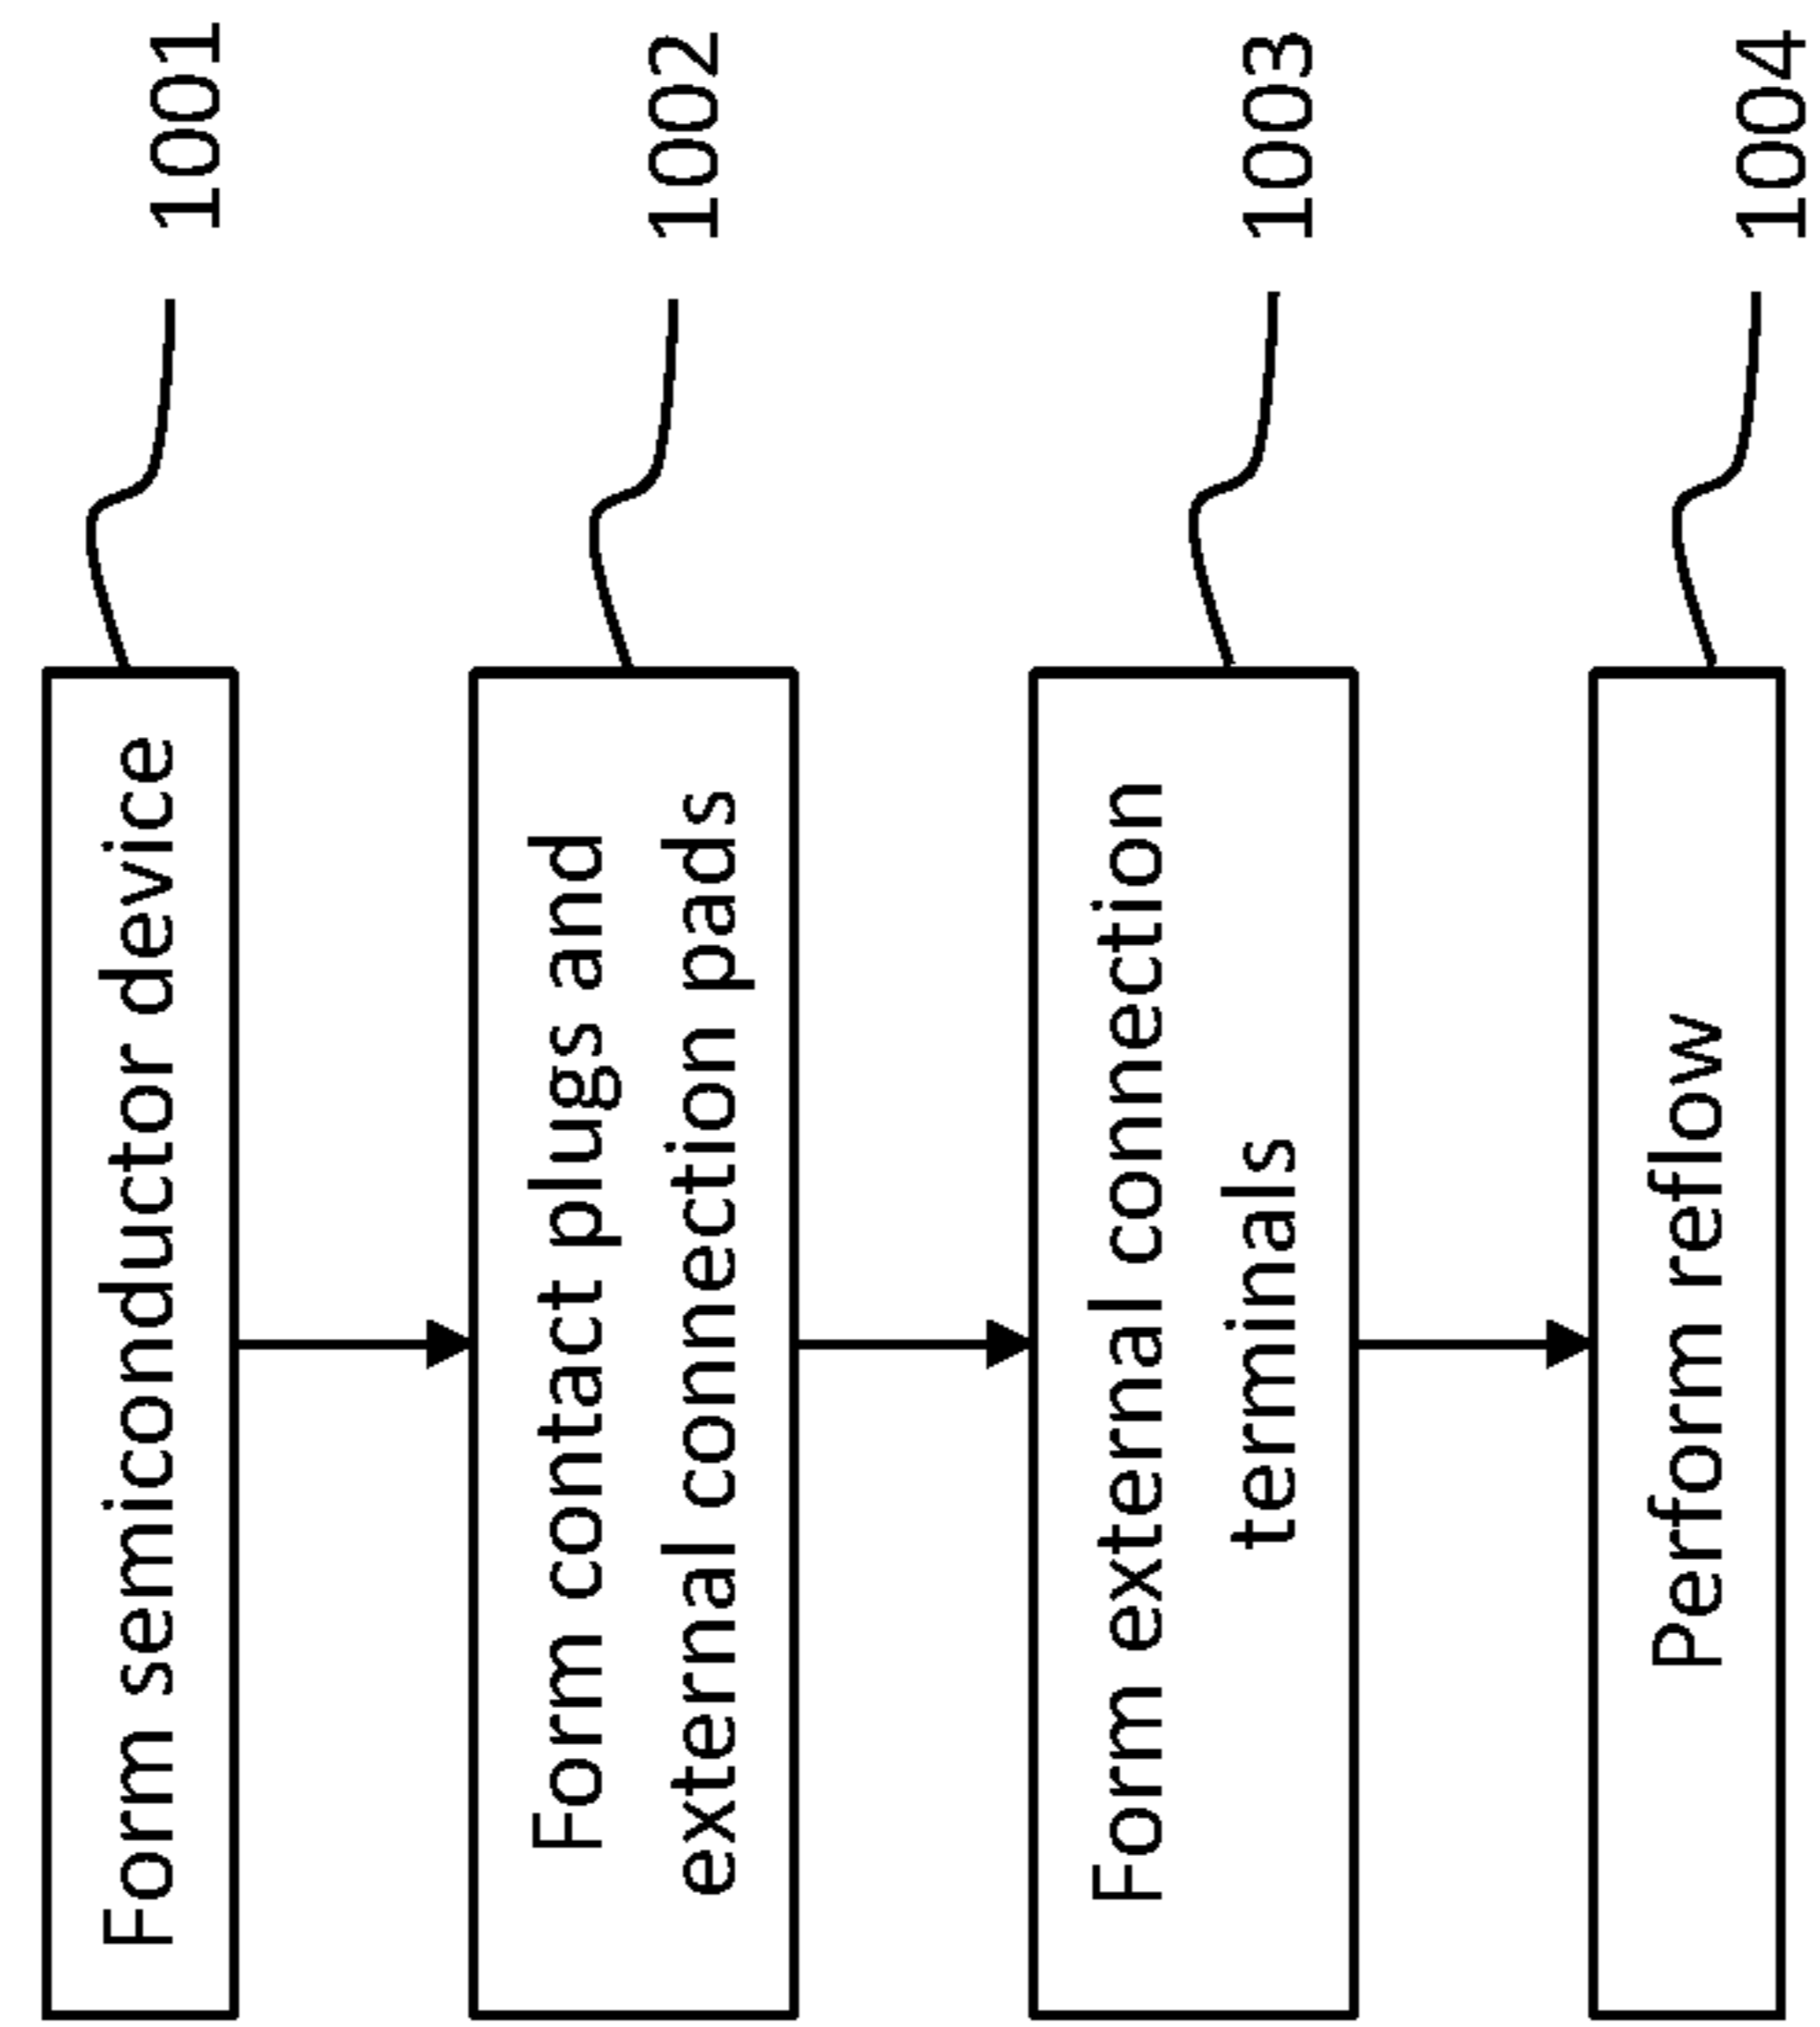 Form semiconductor device
1001
Form contact plugs and
external connection pads
1002
Form external connection
terminals
1003
Perform reflow
1004